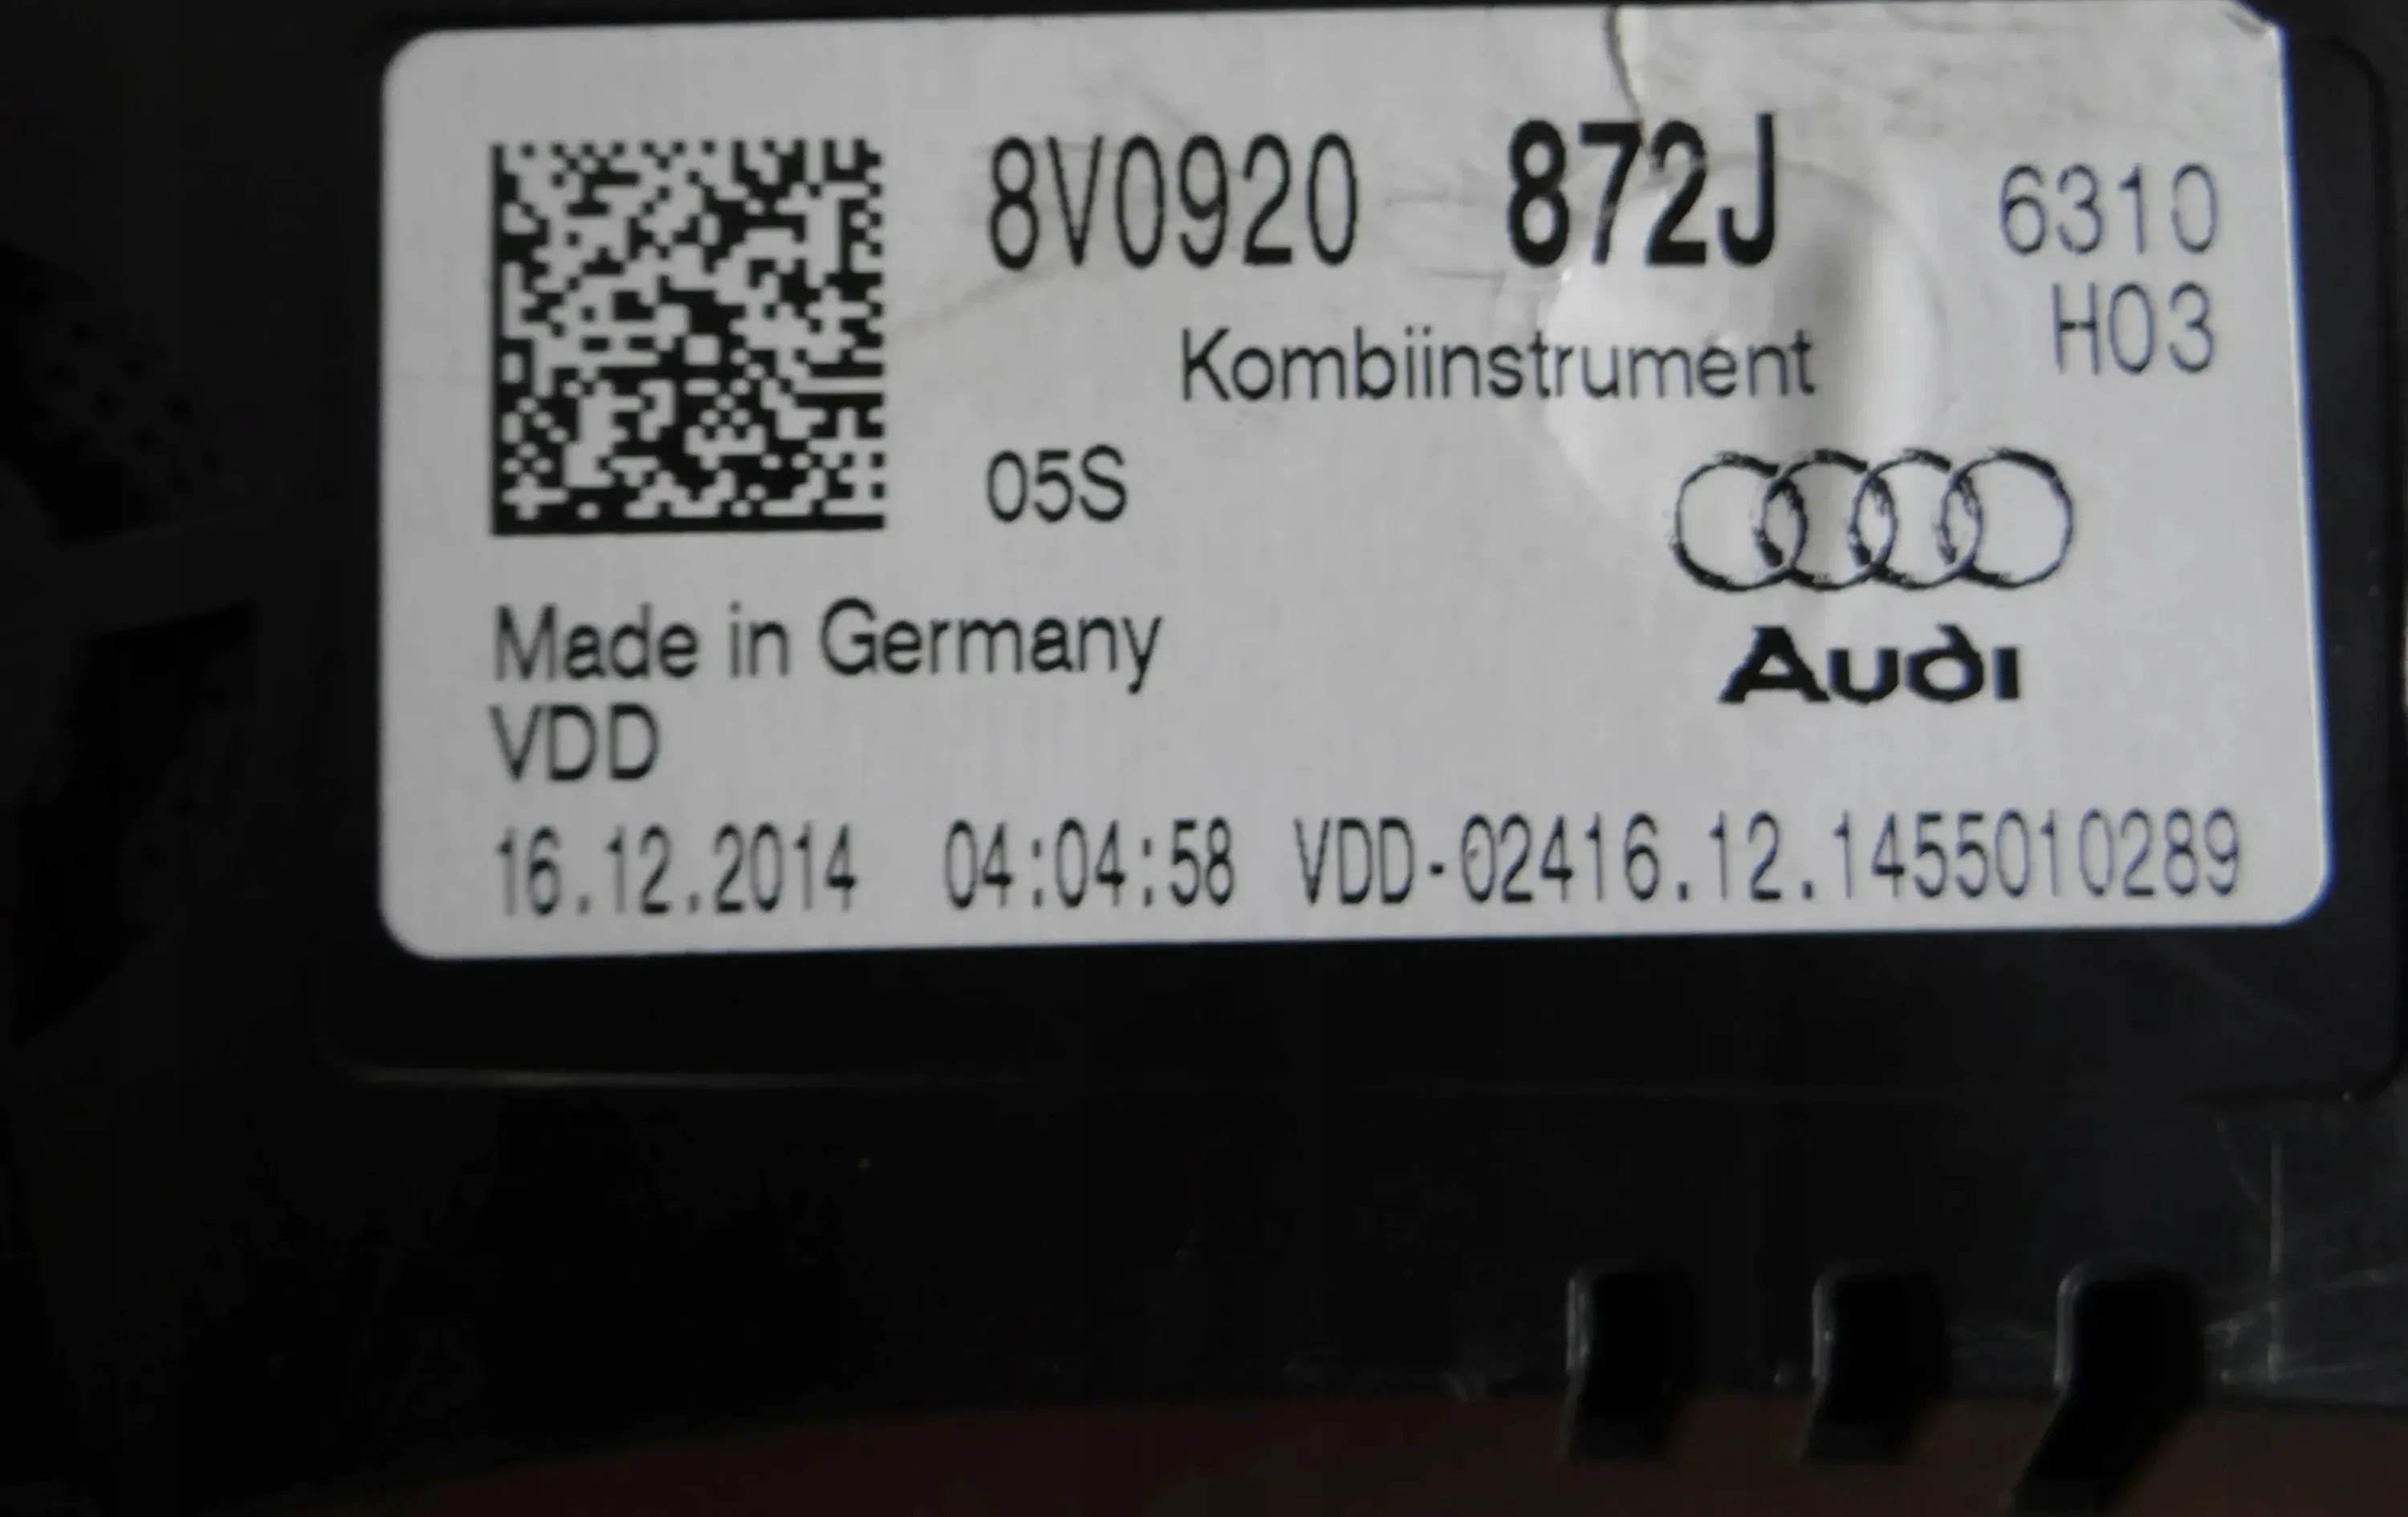 8V0920 872J 6310
H03
Kombiinstrument
05S
Audi
Made in Germany
VDD
16.12.2014 04:04:58 VDD-02416.12.1455010289